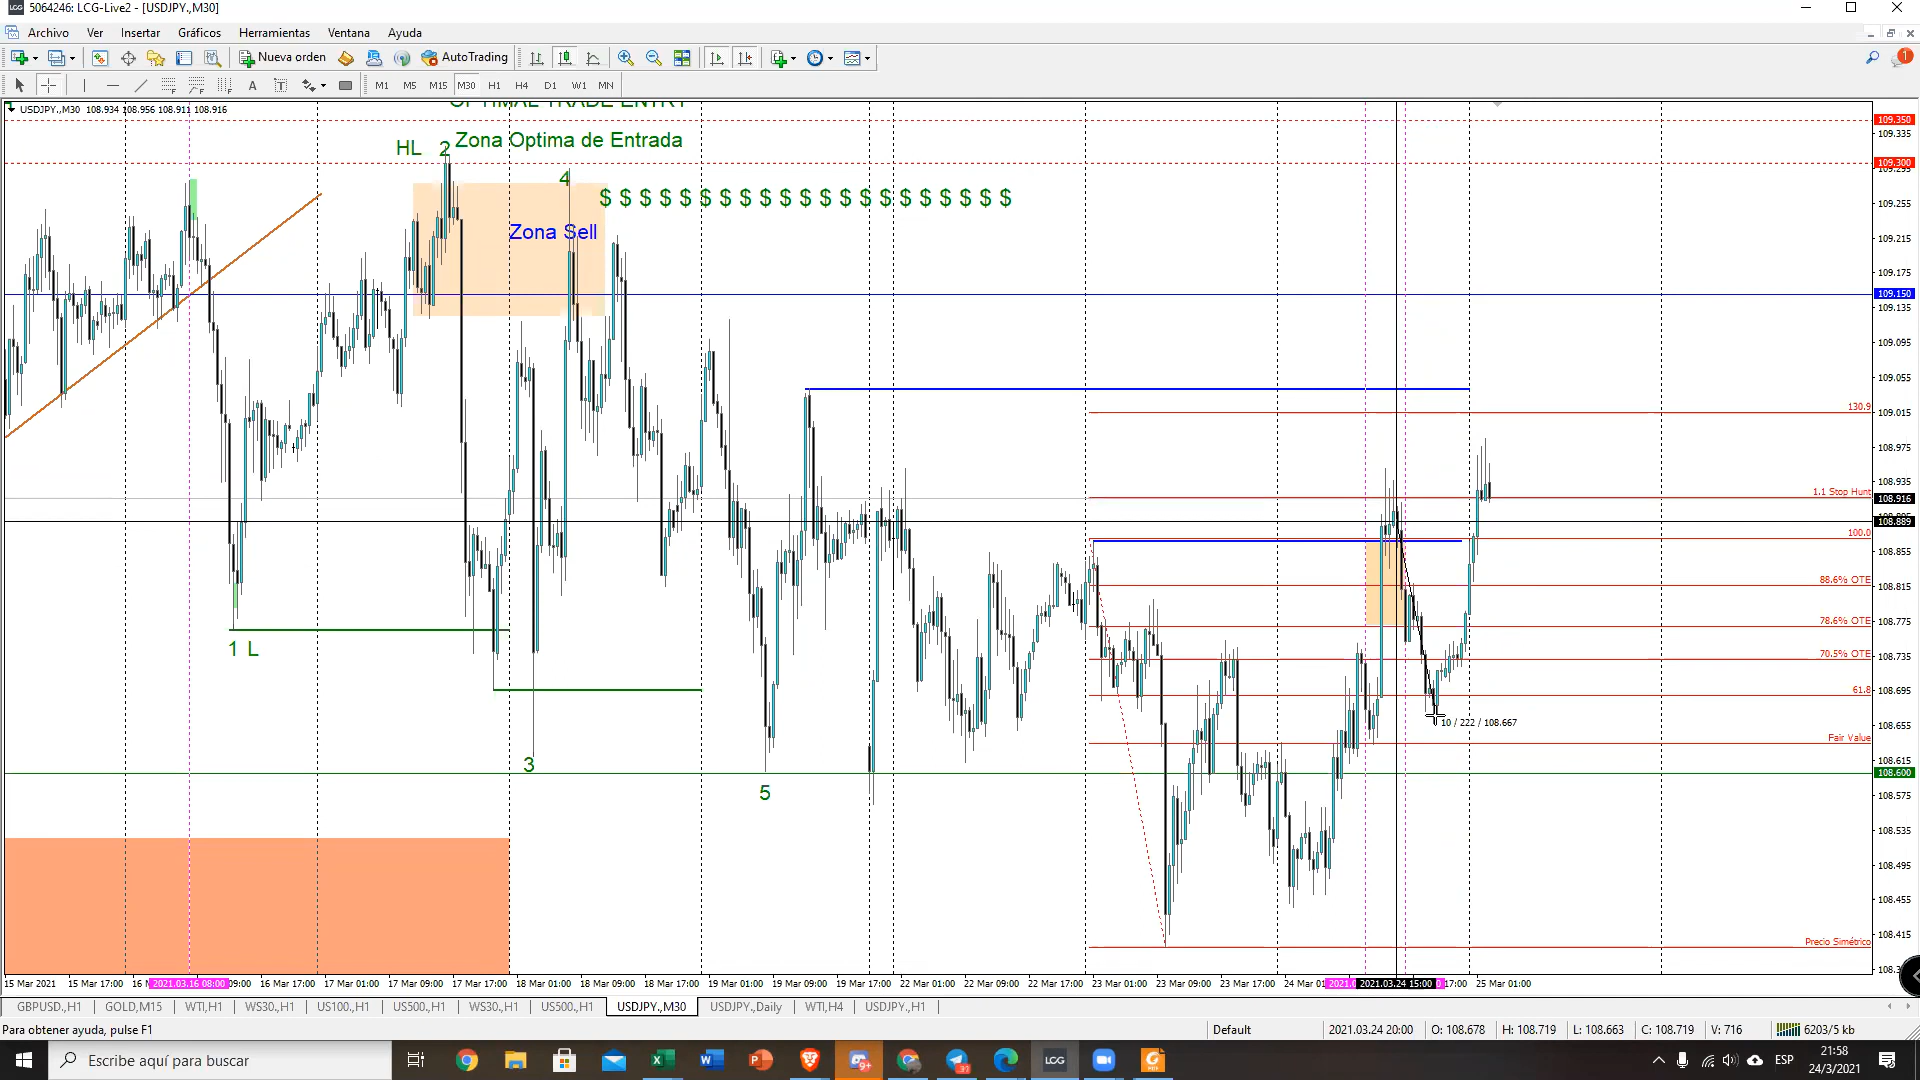 5064246: LCG-Live2 - [USDJPY.,M30]
Archivo Ver Insertar Gráficos Herramientas Ventana Ayuda
Nueva orden AutoTrading
M1 M5 M15 M30 H1 H4 D1 W1 MN
USDJPY.,M30 108.934 108.956 108.911 108.916
OPTIMAL TRADE ENTRY
HL 2 Zona Optima de Entrada
4
$ $ $ $ $ $ $ $ $ $ $ $ $ $ $ $ $ $ $ $ $
Zona Sell
1 L
3
5
130.9
1.1 Stop Hunt
100.0
88.6% OTE
78.6% OTE
70.5% OTE
61.8
Fair Value
Precio Simétrico
10 / 222 / 108.667
109.350
109.335
109.300
109.295
109.255
109.215
109.175
109.150
109.135
109.095
109.055
109.015
108.975
108.935
108.916
108.889
108.855
108.815
108.775
108.735
108.695
108.655
108.615
108.600
108.575
108.535
108.495
108.455
108.415
15 Mar 2021 15 Mar 17:00 2021.03.16 08:00 16 Mar 17:00 17 Mar 01:00 17 Mar 09:00 17 Mar 17:00 18 Mar 01:00 18 Mar 09:00 18 Mar 17:00 19 Mar 01:00 19 Mar 09:00 19 Mar 17:00 22 Mar 01:00 22 Mar 09:00 22 Mar 17:00 23 Mar 01:00 23 Mar 09:00 23 Mar 17:00 2021.03.24 15:00 17:00 25 Mar 01:00
GBPUSD.,H1 GOLD,M15 WTI,H1 WS30.,H1 US100.,H1 US500.,H1 WS30.,H1 US500.,H1 USDJPY.,M30 USDJPY.,Daily WTI,H4 USDJPY.,H1
Para obtener ayuda, pulse F1 Default 2021.03.24 20:00 O: 108.678 H: 108.719 L: 108.663 C: 108.719 V: 716 6203/5 kb
Escribe aquí para buscar LCG ESP 21:58
24/3/2021